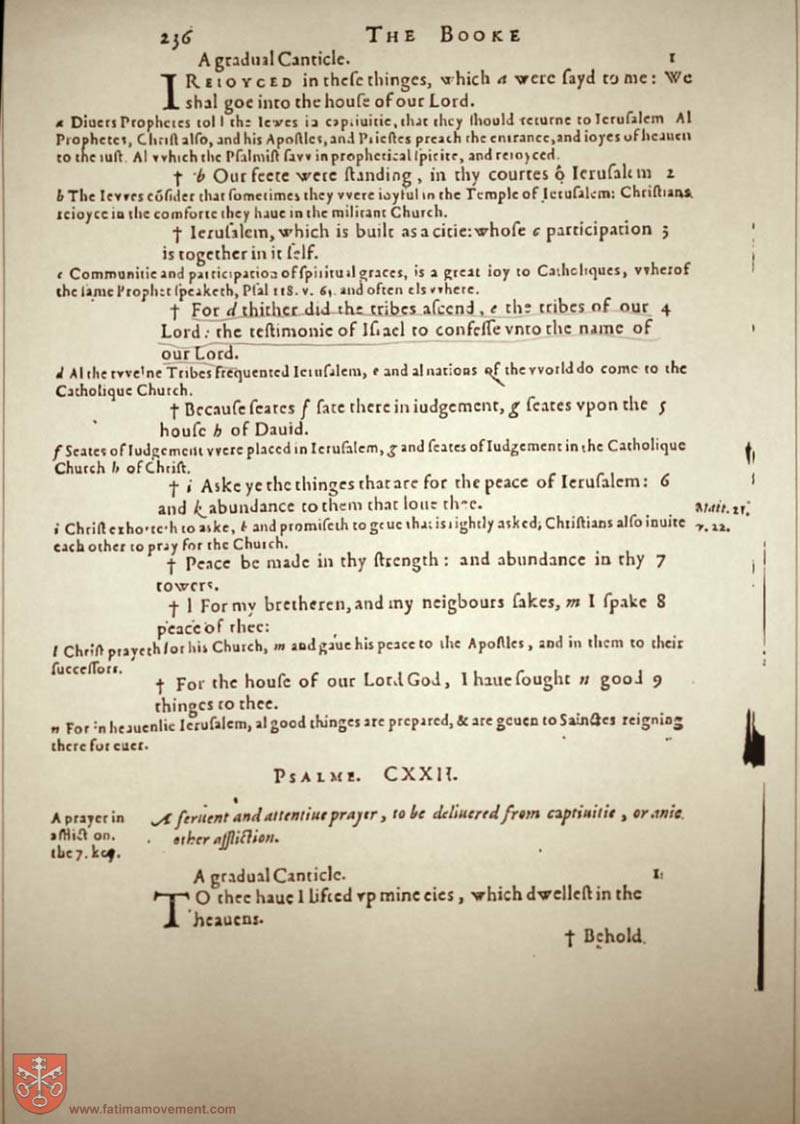 236 THE BOOKE
A gradual Canticle. 1
I REIOYCED in theſe thinges, which a were ſayd to me: We
shal goe into the houſe of our Lord.
a Diuers Prophetes told the Iewes in captiuitie, that they ſhould returne to Ieruſalem Al
Prophetes, Chriſt alſo, and his Apoſtles, and Prieſtes preach the entrance, and ioyes of heauen
to the iuſt. Al vvhich the Pſalmiſt ſavv in prophetical ſpirite, and reioyced.
† b Our feete were ſtanding, in thy courtes ô Ieruſalem 2
b The Ievves cõſider that ſometimes they vvere ioyful in the Temple of Ieruſalem: Chriſtians
reioyce in the comforte they haue in the militant Church.
† Ieruſalem, which is built as a citie: whoſe c participation 3
is together in it ſelf.
c Communitie and participation of ſpiritual graces, is a great ioy to Catholiques, vvherof
the ſame Prophet ſpeaketh, Pſal 118. v. 63. and often els vvhere.
† For d thither did the tribes aſcend, e the tribes of our 4
Lord: the teſtimonie of Iſrael to confeſſe vnto the name of
our Lord.
d Al the tvvelue Tribes frequented Ieruſalem, e and al nations of the vvorld do come to the
Catholique Church.
† Becauſe ſeates f ſate there in iudgement, g ſeates vpon the 5
houſe h of Dauid.
f Seates of Iudgement vvere placed in Ieruſalem, g and ſeates of Iudgement in the Catholique
Church h of Chriſt.
† i Aske ye the thinges that are for the peace of Ieruſalem: 6
and k abundance to them that loue thee. Matt. 21.
i Chriſt exhorteth to aske, k and promiſeth to geue that is rightly asked; Chriſtians alſo inuite v. 22.
each other to pray for the Church.
† Peace be made in thy ſtrength: and abundance in thy 7
towers.
† l For my bretheren, and my neigbours ſakes, m I ſpake 8
peace of thee:
l Chriſt prayeth for his Church, m and gaue his peace to the Apoſtles, and in them to their
ſucceſſors.
† For the houſe of our Lord God, I haue ſought n good 9
thinges to thee.
n For in heauenlie Ieruſalem, al good thinges are prepared, & are geuen to Sainctes reigning
there for euer.
PSALME. CXXII.
A prayer in
afflictiõn.
the 7. key.
A feruent and attentiue prayer, to be deliuered from captiuitie, or anie
other affliction.
A gradual Canticle. 1
TO thee haue I lifted vp mine eies, which dwelleſt in the
heauens.
† Behold
www.fatimamovement.com